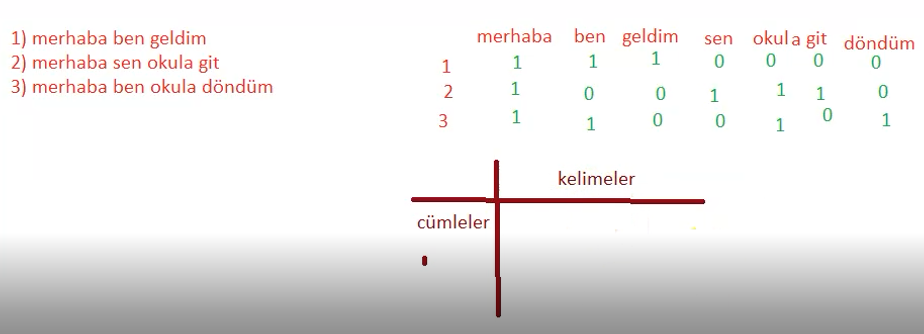 1) merhaba ben geldim
2) merhaba sen okula git
3) merhaba ben okula döndüm
merhaba ben geldim sen okula git döndüm
1 1 1 1 0 0 0 0
2 1 0 0 1 1 1 0
3 1 1 0 0 1 0 1
kelimeler
cümleler